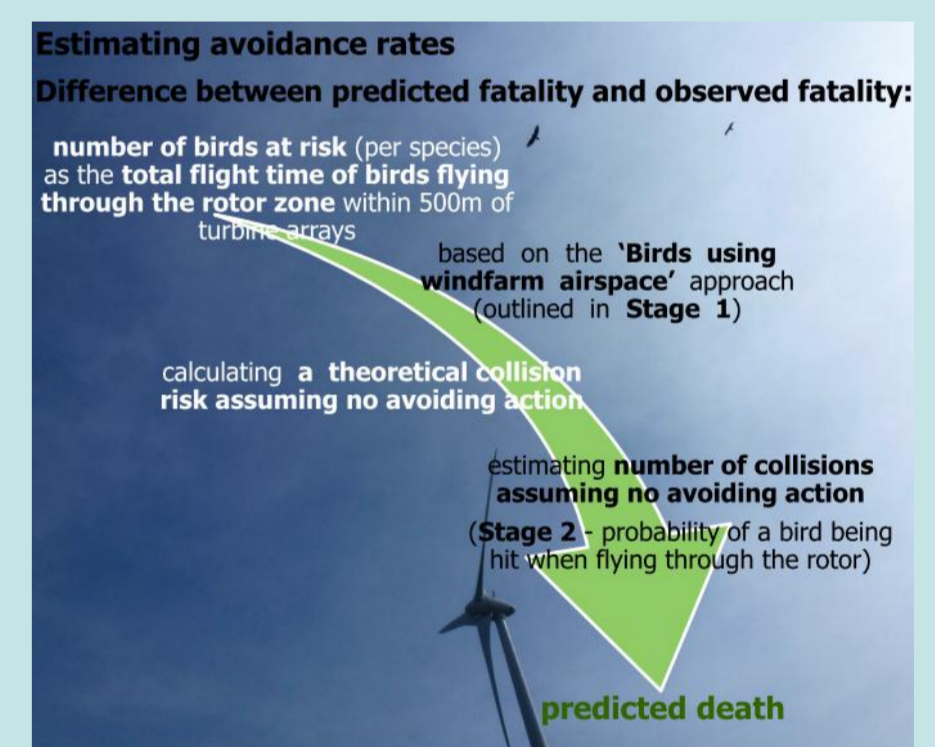 Estimating avoidance rates
Difference between predicted fatality and observed fatality:
number of birds at risk (per species)
as the total flight time of birds flying
through the rotor zone within 500m of
turbine arrays
based on the 'Birds using
windfarm airspace' approach
(outlined in Stage 1)
calculating a theoretical collision
risk assuming no avoiding action
estimating number of collisions
assuming no avoiding action
(Stage 2 - probability of a bird being
hit when flying through the rotor)
predicted death